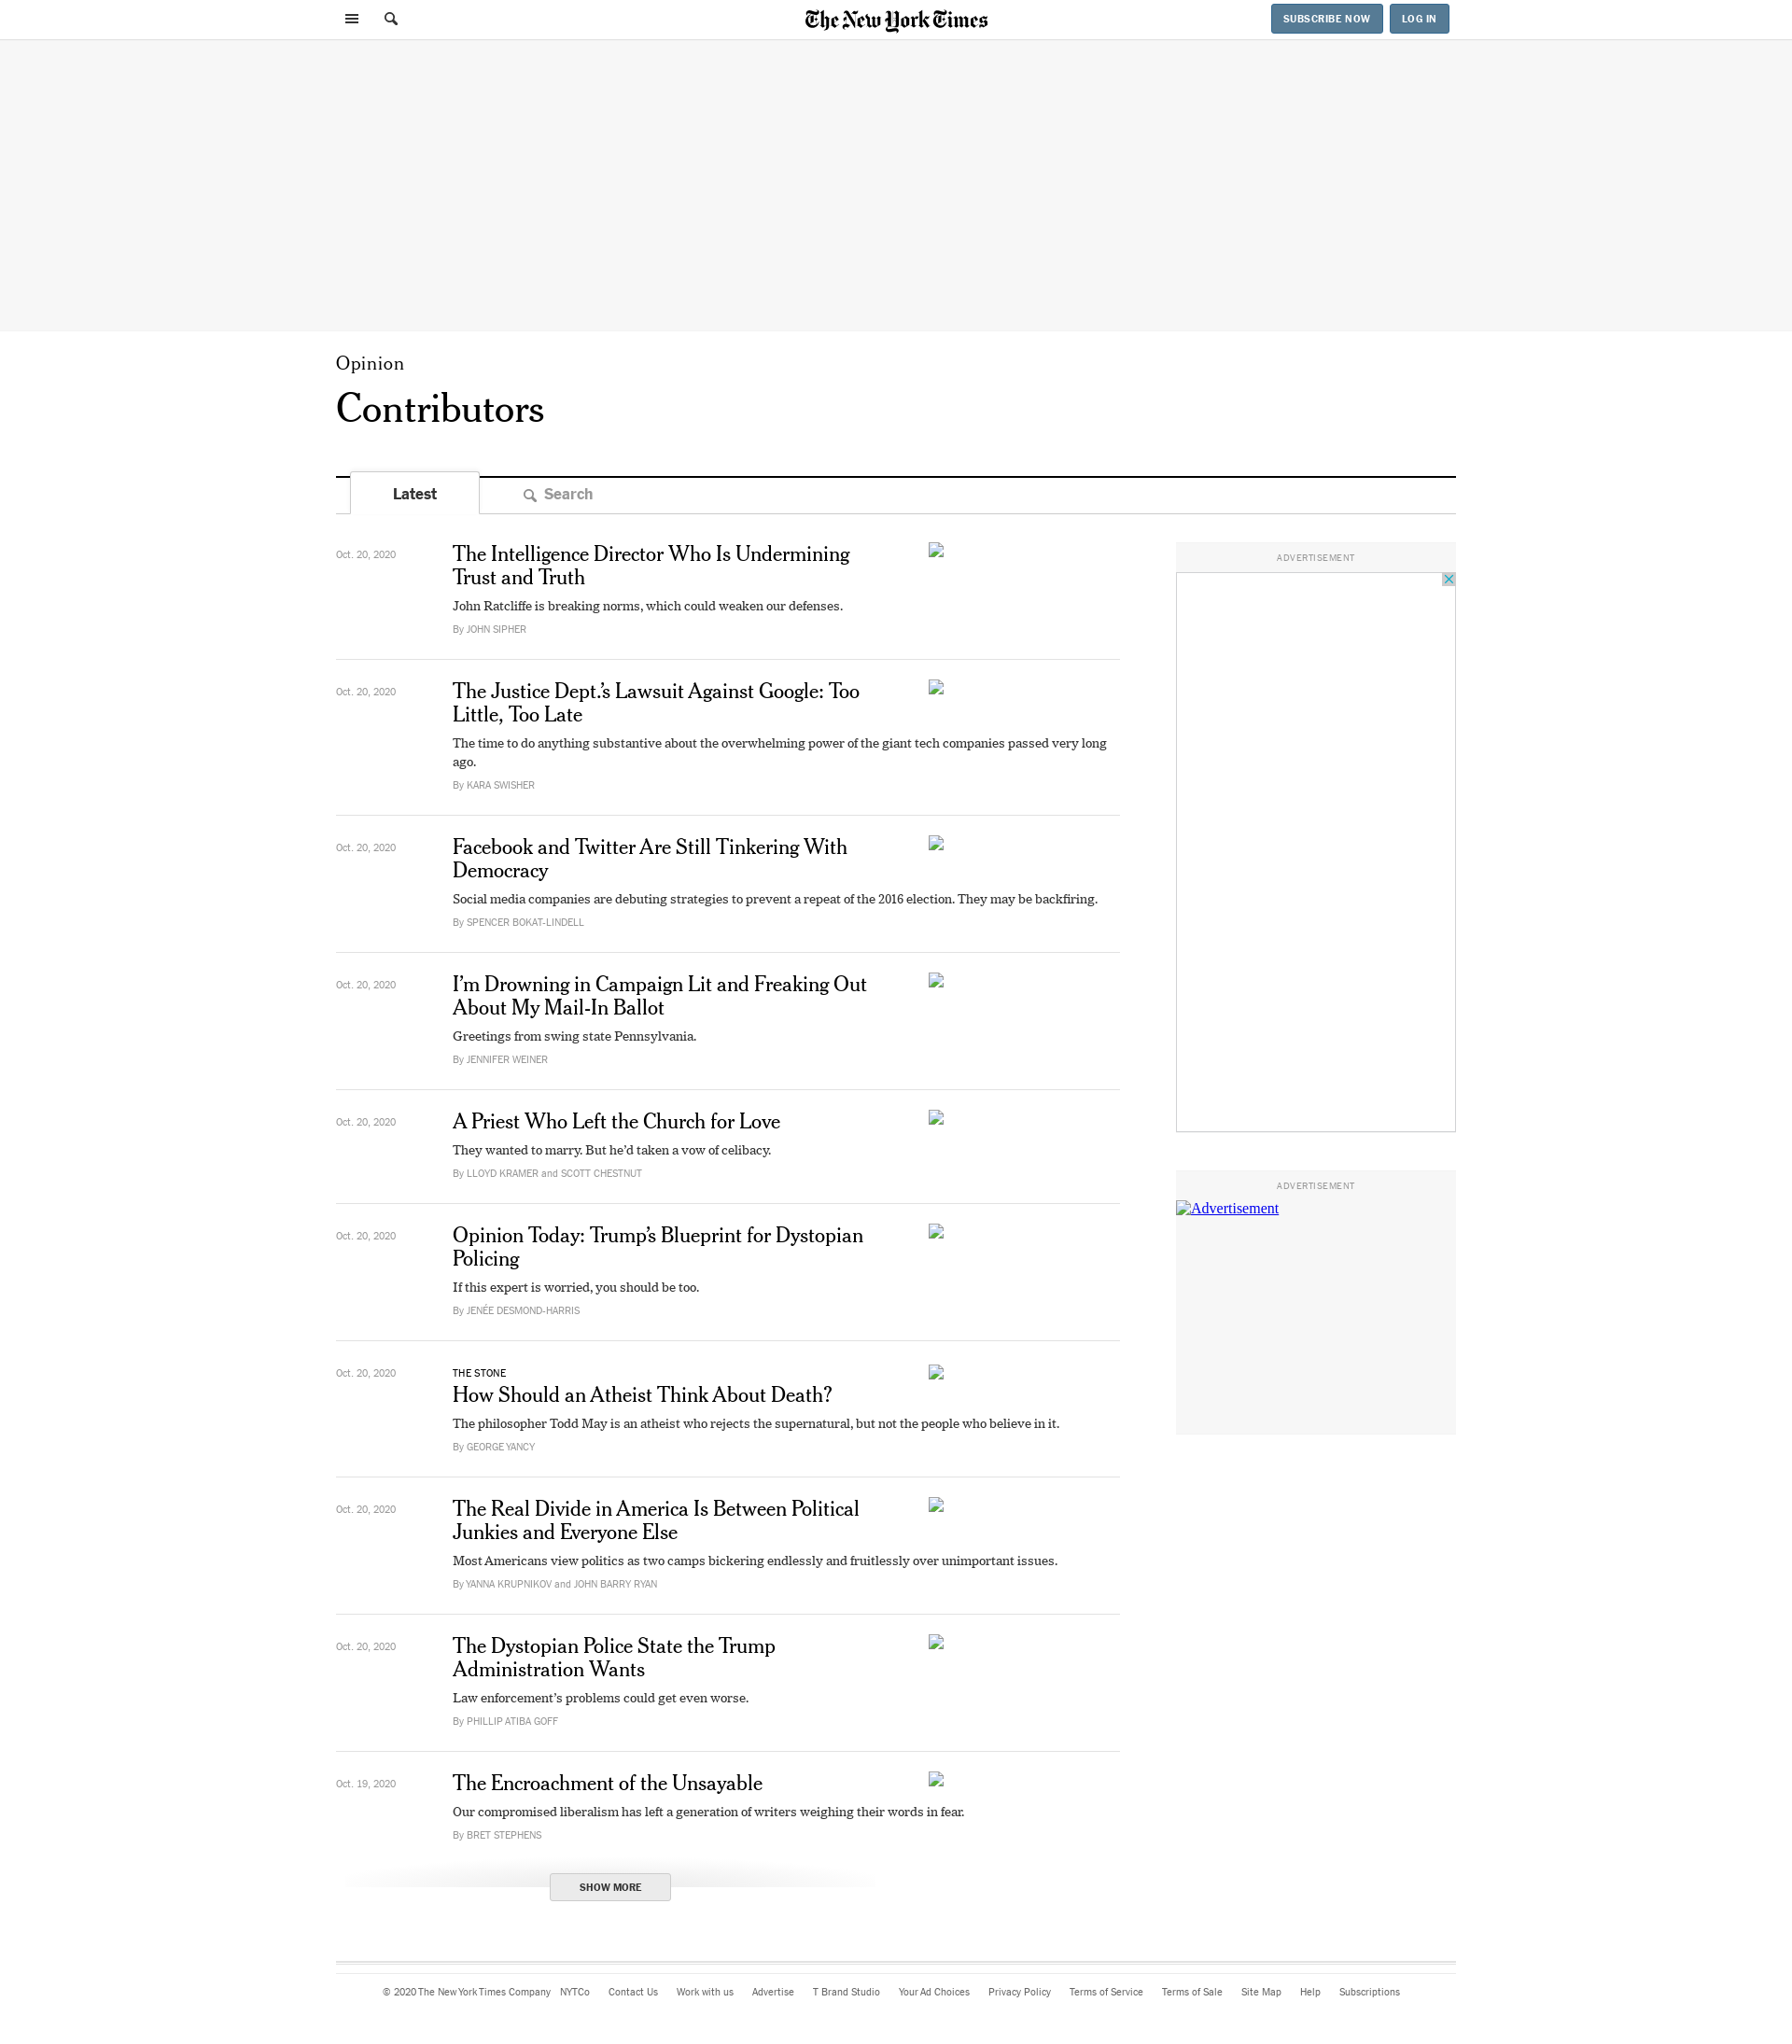 The New York Times
SUBSCRIBE NOW
LOG IN
Opinion
Contributors
Latest
Search
Oct. 20, 2020
The Intelligence Director Who Is Undermining
Trust and Truth
John Ratcliffe is breaking norms, which could weaken our defenses.
By JOHN SIPHER
Oct. 20, 2020
The Justice Dept.’s Lawsuit Against Google: Too
Little, Too Late
The time to do anything substantive about the overwhelming power of the giant tech companies passed very long
ago.
By KARA SWISHER
Oct. 20, 2020
Facebook and Twitter Are Still Tinkering With
Democracy
Social media companies are debuting strategies to prevent a repeat of the 2016 election. They may be backfiring.
By SPENCER BOKAT-LINDELL
Oct. 20, 2020
I’m Drowning in Campaign Lit and Freaking Out
About My Mail-In Ballot
Greetings from swing state Pennsylvania.
By JENNIFER WEINER
Oct. 20, 2020
A Priest Who Left the Church for Love
They wanted to marry. But he’d taken a vow of celibacy.
By LLOYD KRAMER and SCOTT CHESTNUT
Oct. 20, 2020
Opinion Today: Trump’s Blueprint for Dystopian
Policing
If this expert is worried, you should be too.
By JENÉE DESMOND-HARRIS
Oct. 20, 2020
THE STONE
How Should an Atheist Think About Death?
The philosopher Todd May is an atheist who rejects the supernatural, but not the people who believe in it.
By GEORGE YANCY
Oct. 20, 2020
The Real Divide in America Is Between Political
Junkies and Everyone Else
Most Americans view politics as two camps bickering endlessly and fruitlessly over unimportant issues.
By YANNA KRUPNIKOV and JOHN BARRY RYAN
Oct. 20, 2020
The Dystopian Police State the Trump
Administration Wants
Law enforcement’s problems could get even worse.
By PHILLIP ATIBA GOFF
Oct. 19, 2020
The Encroachment of the Unsayable
Our compromised liberalism has left a generation of writers weighing their words in fear.
By BRET STEPHENS
SHOW MORE
ADVERTISEMENT
ADVERTISEMENT
Advertisement
© 2020 The New York Times Company NYTCo Contact Us Work with us Advertise T Brand Studio Your Ad Choices Privacy Policy Terms of Service Terms of Sale Site Map Help Subscriptions